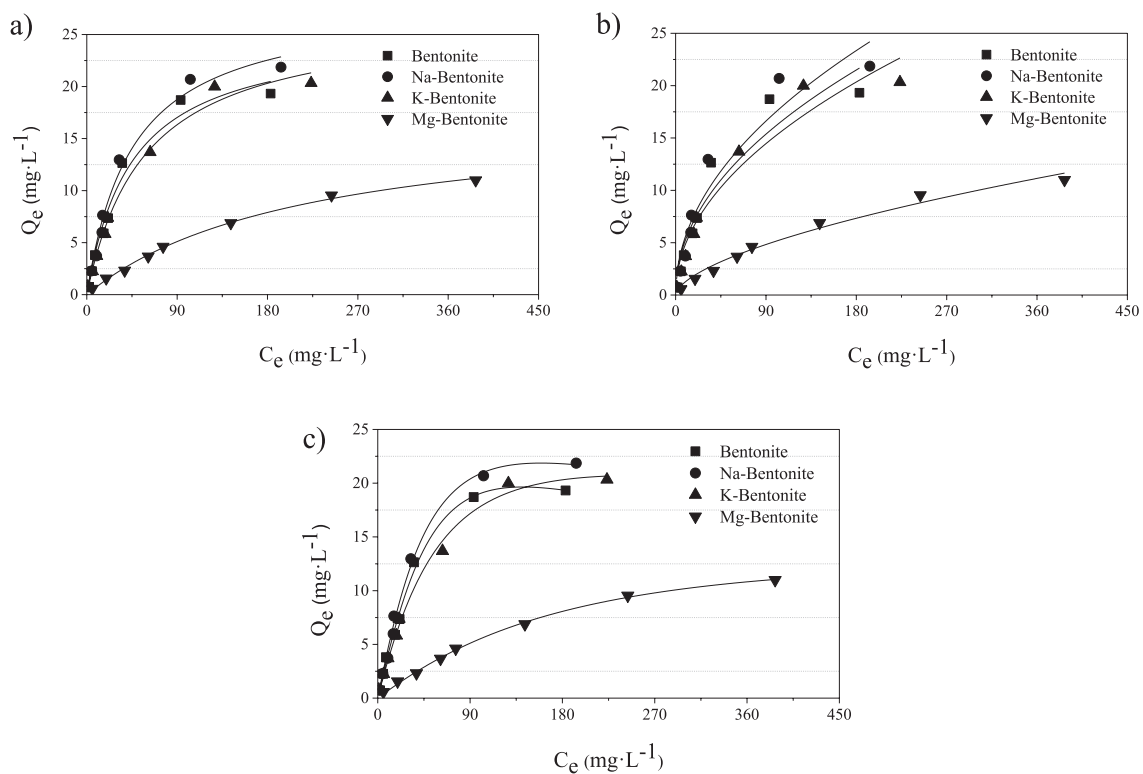 a)
25
20
15
10
5
0
Qe (mg·L-1)
Bentonite
Na-Bentonite
K-Bentonite
Mg-Bentonite
0 90 180 270 360 450
Ce (mg·L-1)
b)
25
20
15
10
5
0
Qe (mg·L-1)
Bentonite
Na-Bentonite
K-Bentonite
Mg-Bentonite
0 90 180 270 360 450
Ce (mg·L-1)
c)
25
20
15
10
5
0
Qe (mg·L-1)
Bentonite
Na-Bentonite
K-Bentonite
Mg-Bentonite
0 90 180 270 360 450
Ce (mg·L-1)